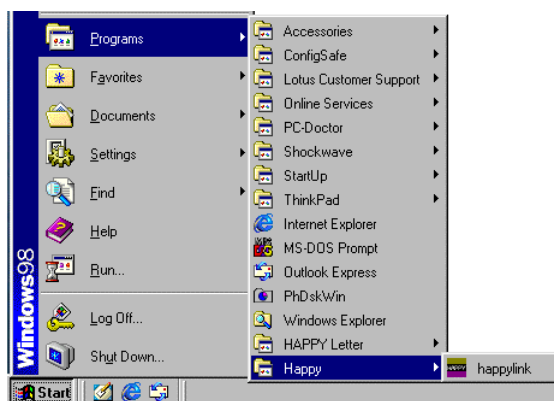 Programs
Favorites
Documents
Settings
Find
Help
Run...
Log Off...
Shut Down...
Windows98
Start
Accessories
ConfigSafe
Lotus Customer Support
Online Services
PC-Doctor
Shockwave
StartUp
ThinkPad
Internet Explorer
MS-DOS Prompt
Outlook Express
PhDskWin
Windows Explorer
HAPPY Letter
Happy
happylink